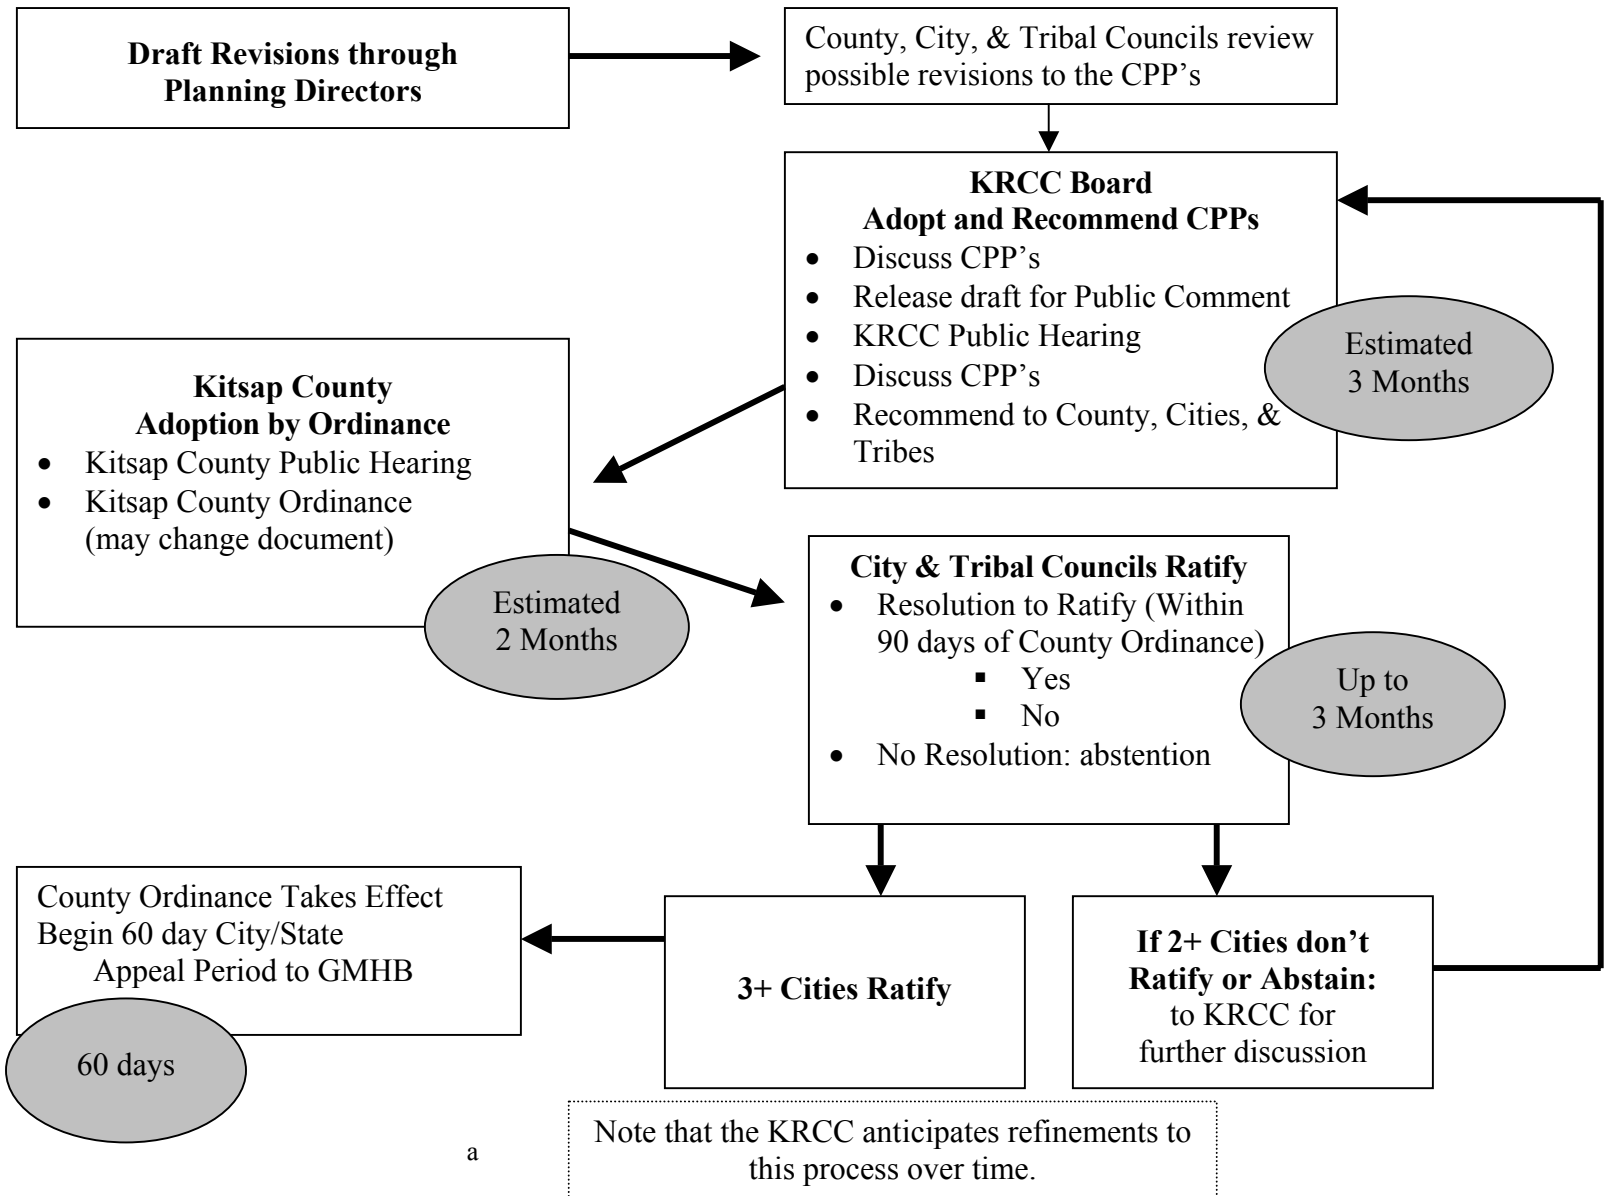 Draft Revisions through
Planning Directors
County, City, & Tribal Councils review
possible revisions to the CPP’s
KRCC Board
Adopt and Recommend CPPs
• Discuss CPP’s
• Release draft for Public Comment
• KRCC Public Hearing
• Discuss CPP’s
• Recommend to County, Cities, &
Tribes
Estimated
3 Months
Kitsap County
Adoption by Ordinance
• Kitsap County Public Hearing
• Kitsap County Ordinance
(may change document)
Estimated
2 Months
City & Tribal Councils Ratify
• Resolution to Ratify (Within
90 days of County Ordinance)
▪ Yes
▪ No
• No Resolution: abstention
Up to
3 Months
County Ordinance Takes Effect
Begin 60 day City/State
Appeal Period to GMHB
60 days
3+ Cities Ratify
If 2+ Cities don’t
Ratify or Abstain:
to KRCC for
further discussion
a
Note that the KRCC anticipates refinements to
this process over time.